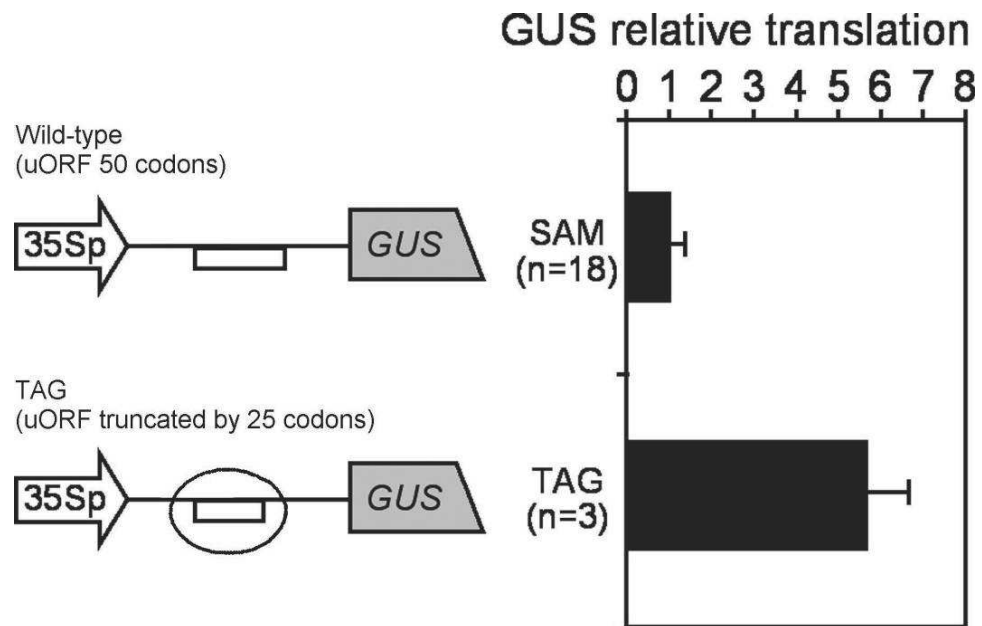 GUS relative translation
0 1 2 3 4 5 6 7 8
Wild-type
(uORF 50 codons)
35Sp
GUS
SAM
(n=18)
TAG
(uORF truncated by 25 codons)
35Sp
GUS
TAG
(n=3)